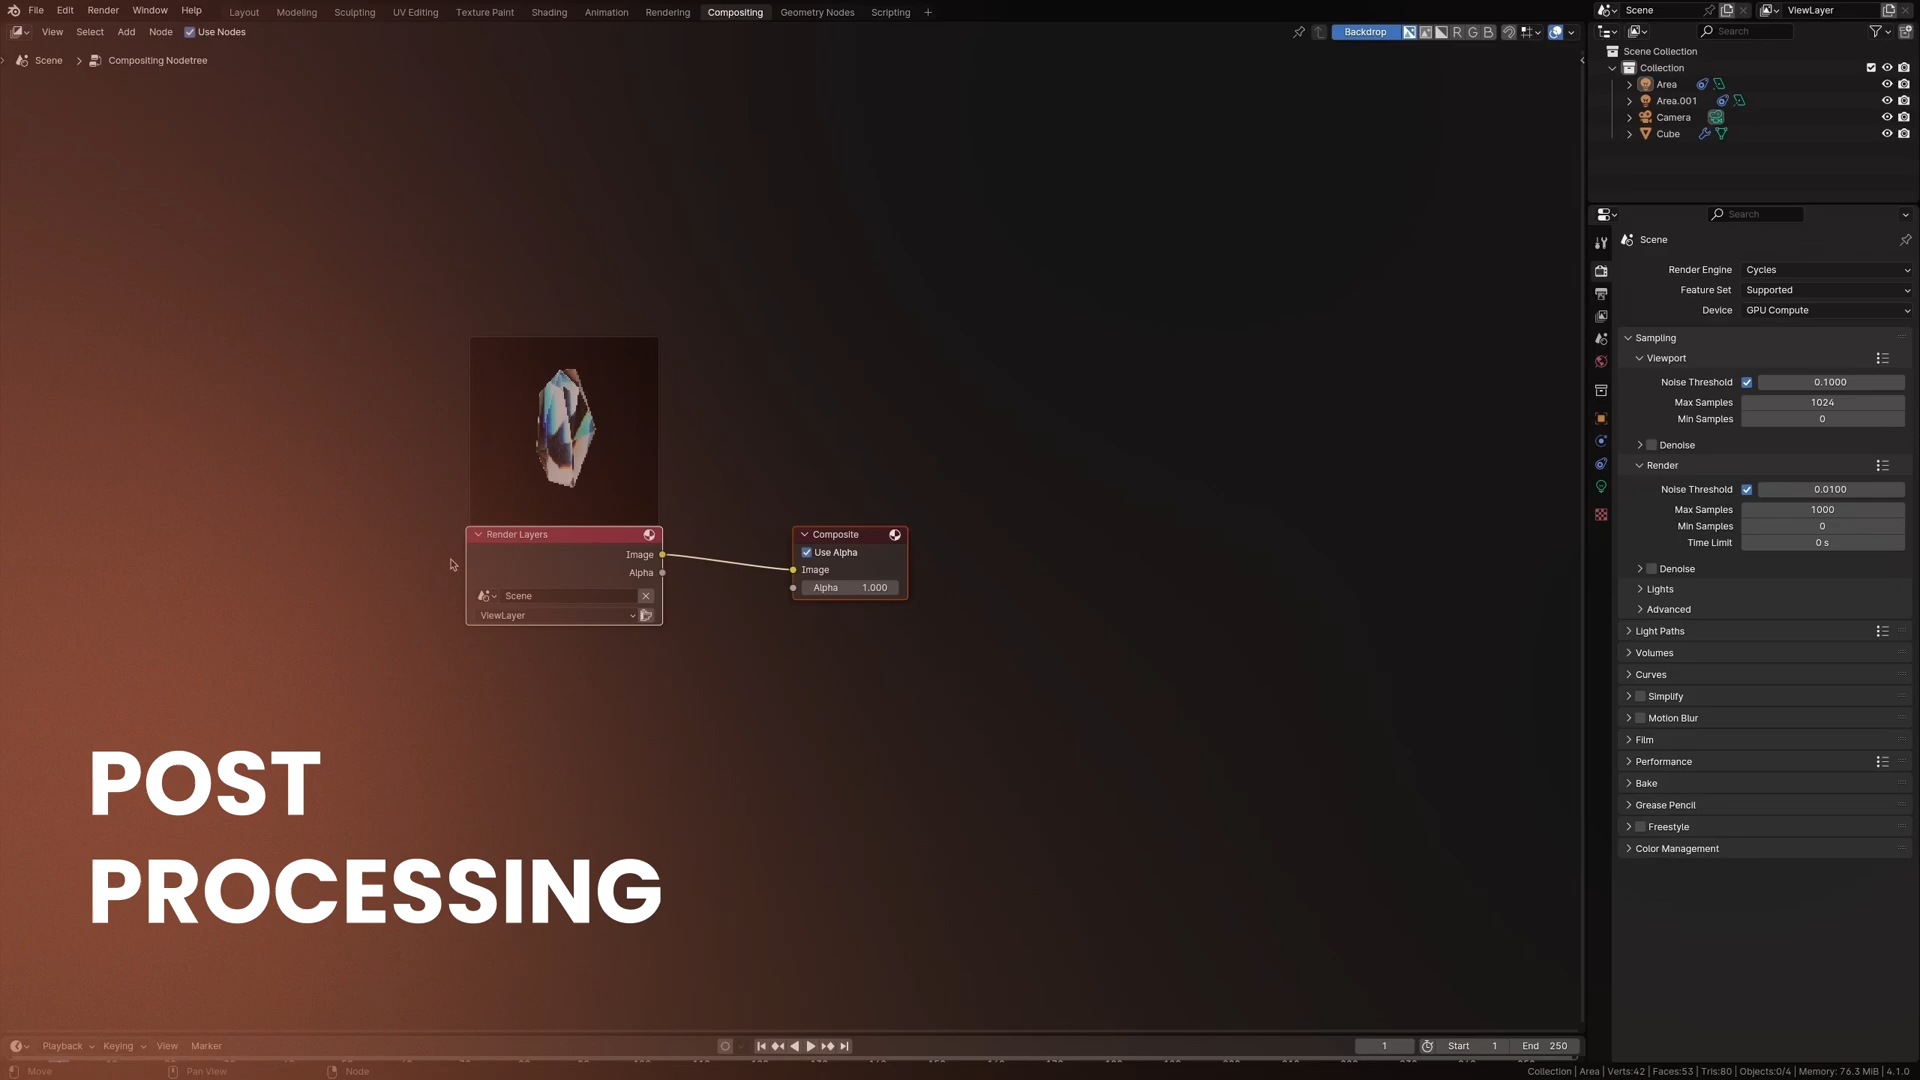 File Edit Render Window Help Layout Modeling Sculpting UV Editing Texture Paint Shading Animation Rendering Compositing Geometry Nodes Scripting +
Scene ViewLayer
View Select Add Node Use Nodes
Backdrop R G B
Search
Scene > Compositing Nodetree
Scene Collection
Collection
Area
Area.001
Camera
Cube
Search
Scene
Render Engine Cycles
Feature Set Supported
Device GPU Compute
Sampling
Viewport
Noise Threshold 0.1000
Max Samples 1024
Min Samples 0
Denoise
Render
Noise Threshold 0.0100
Max Samples 1000
Min Samples 0
Time Limit 0 s
Denoise
Lights
Advanced
Light Paths
Volumes
Curves
Simplify
Motion Blur
Film
Performance
Bake
Grease Pencil
Freestyle
Color Management
Render Layers
Image
Alpha
Scene
ViewLayer
Composite
Use Alpha
Image
Alpha 1.000
POST
PROCESSING
Playback Keying View Marker
1 Start 1 End 250
Move Pan View Node
Collection | Area | Verts:42 | Faces:53 | Tris:80 | Objects:0/4 | Memory: 76.3 MiB | 4.1.0